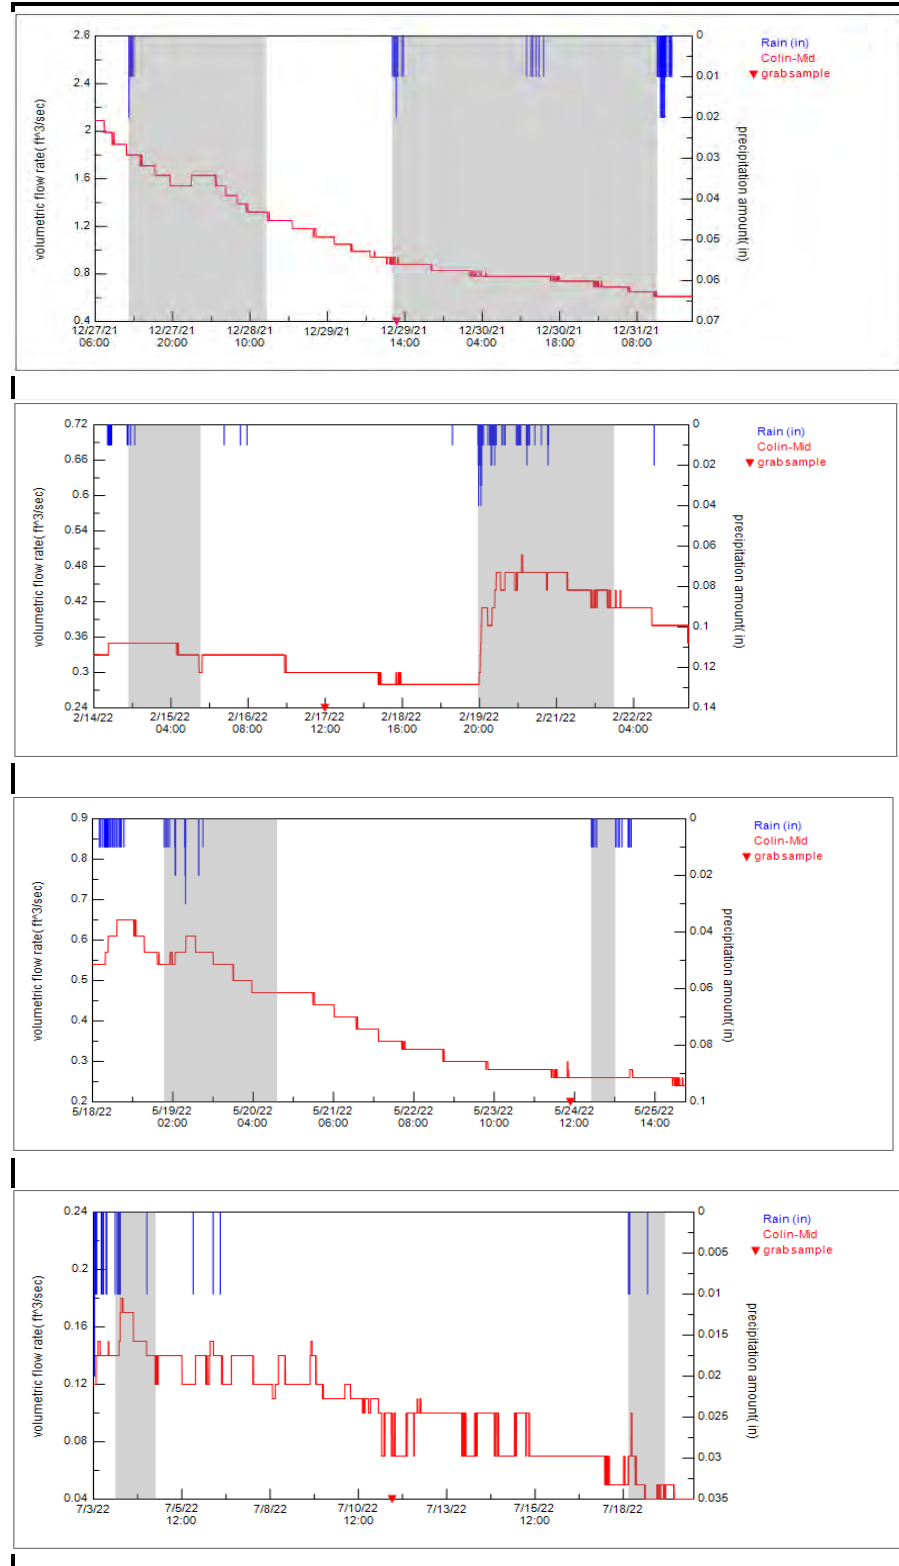 2.8
2.4
2
1.6
1.2
0.8
0.4
volumetric flow rate( ft^3/sec)
0
0.01
0.02
0.03
0.04
0.05
0.06
0.07
precipitation amount( in)
Rain (in)
Colin-Mid
grab sample
12/27/21 12/27/21 12/28/21 12/29/21 12/29/21 12/30/21 12/30/21 12/31/21
06:00 20:00 10:00 14:00 04:00 18:00 08:00
0.72
0.66
0.6
0.54
0.48
0.42
0.36
0.3
0.24
volumetric flow rate( ft^3/sec)
0
0.02
0.04
0.06
0.08
0.1
0.12
0.14
precipitation amount( in)
Rain (in)
Colin-Mid
grab sample
2/14/22 2/15/22 2/16/22 2/17/22 2/18/22 2/19/22 2/21/22 2/22/22
04:00 08:00 12:00 16:00 20:00 04:00
0.9
0.8
0.7
0.6
0.5
0.4
0.3
0.2
volumetric flow rate( ft^3/sec)
0
0.02
0.04
0.06
0.08
0.1
precipitation amount( in)
Rain (in)
Colin-Mid
grab sample
5/18/22 5/19/22 5/20/22 5/21/22 5/22/22 5/23/22 5/24/22 5/25/22
02:00 04:00 06:00 08:00 10:00 12:00 14:00
0.24
0.2
0.16
0.12
0.08
0.04
volumetric flow rate( ft^3/sec)
0
0.005
0.01
0.015
0.02
0.025
0.03
0.035
precipitation amount( in)
Rain (in)
Colin-Mid
grab sample
7/3/22 7/5/22 7/8/22 7/10/22 7/13/22 7/15/22 7/18/22
12:00 12:00 12:00